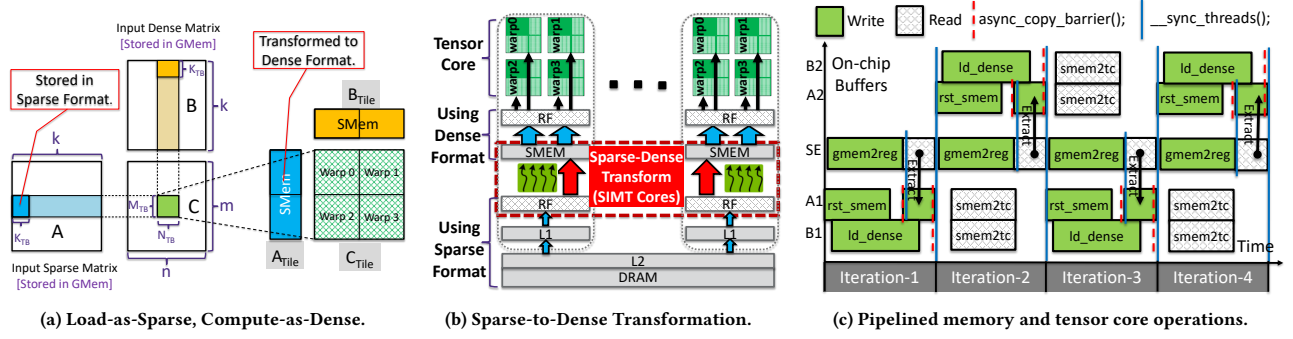 Input Dense Matrix
[Stored in GMem]
Stored in
Sparse Format.
Transformed to
Dense Format.
K_TB
B
k
B_Tile
SMem
k
M_TB
C
m
N_TB
K_TB
A
n
Input Sparse Matrix
[Stored in GMem]
SMem
Warp 0
Warp 1
Warp 2
Warp 3
A_Tile
C_Tile
(a) Load-as-Sparse, Compute-as-Dense.
Tensor
Core
warp0
warp1
warp0
warp1
warp2
warp3
warp2
warp3
Using
Dense
Format
RF
RF
SMEM
SMEM
Sparse-Dense
Transform
(SIMT Cores)
RF
RF
Using
Sparse
Format
L1
L1
L2
DRAM
(b) Sparse-to-Dense Transformation.
Write
Read
async_copy_barrier();
__sync_threads();
On-chip
Buffers
B2
ld_dense
smem2tc
ld_dense
A2
rst_smem
smem2tc
rst_smem
Extract
Extract
SE
gmem2reg
gmem2reg
gmem2reg
gmem2reg
Extract
Extract
A1
rst_smem
smem2tc
rst_smem
smem2tc
B1
ld_dense
smem2tc
ld_dense
smem2tc
Time
Iteration-1
Iteration-2
Iteration-3
Iteration-4
(c) Pipelined memory and tensor core operations.